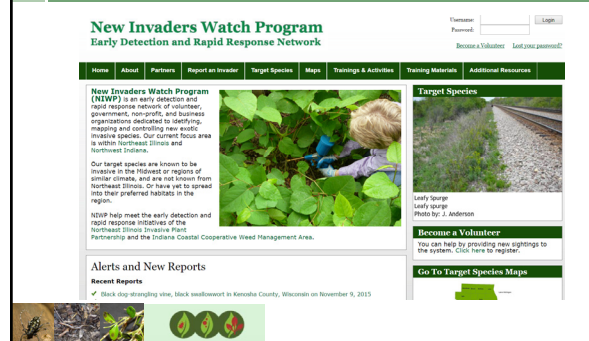 New Invaders Watch Program
Early Detection and Rapid Response Network
Username:
Login
Password:
Become a Volunteer Lost your password?
Home About Partners Report an Invader Target Species Maps Trainings & Activities Training Materials Additional Resources
New Invaders Watch Program
(NIWP) is an early detection and
rapid response network of volunteer,
government, non-profit, and business
organizations dedicated to idetifying,
mapping and controlling new exotic
invasive species. Our current focus area
is within Northeast Illinois and
Northwest Indiana.
Our target species are known to be
invasive in the Midwest or regions of
similar climate, and are not known from
Northeast Illinois. Or have yet to spread
into their preferred habitats in the
region.
NIWP help meet the early detection and
rapid response initiatives of the
Northeast Illinois Invasive Plant
Partnership and the Indiana Coastal Cooperative Weed Management Area.
Alerts and New Reports
Recent Reports
Black dog-strangling vine, black swallowwort in Kenosha County, Wisconsin on November 9, 2015
Target Species
Leafy Spurge
Leafy spurge
Photo by: J. Anderson
Become a Volunteer
You can help by providing new sightings to
the system. Click here to register.
Go To Target Species Maps